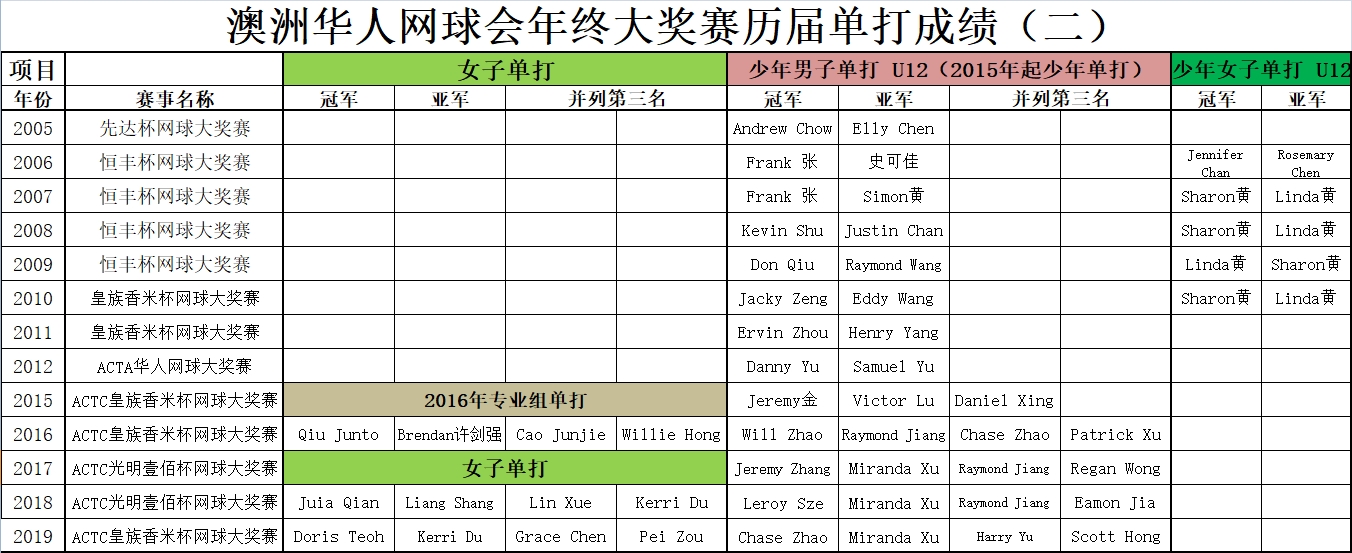 澳洲华人网球会年终大奖赛历届单打成绩（二）
项目 女子单打 少年男子单打 U12（2015年起少年单打） 少年女子单打 U12
年份 赛事名称 冠军 亚军 并列第三名 冠军 亚军 并列第三名 冠军 亚军
2005 先达杯网球大奖赛 Andrew Chow Elly Chen
2006 恒丰杯网球大奖赛 Frank 张 史可佳 Jennifer Chan Rosemary Chen
2007 恒丰杯网球大奖赛 Frank 张 Simon黄 Sharon黄 Linda黄
2008 恒丰杯网球大奖赛 Kevin Shu Justin Chan Sharon黄 Linda黄
2009 恒丰杯网球大奖赛 Don Qiu Raymond Wang Linda黄 Sharon黄
2010 皇族香米杯网球大奖赛 Jacky Zeng Eddy Wang Sharon黄 Linda黄
2011 皇族香米杯网球大奖赛 Ervin Zhou Henry Yang
2012 ACTA华人网球大奖赛 Danny Yu Samuel Yu
2015 ACTC皇族香米杯网球大奖赛 2016年专业组单打 Jeremy金 Victor Lu Daniel Xing
2016 ACTC皇族香米杯网球大奖赛 Qiu Junto Brendan许剑强 Cao Junjie Willie Hong Will Zhao Raymond Jiang Chase Zhao Patrick Xu
2017 ACTC光明壹佰杯网球大奖赛 女子单打 Jeremy Zhang Miranda Xu Raymond Jiang Regan Wong
2018 ACTC光明壹佰杯网球大奖赛 Juia Qian Liang Shang Lin Xue Kerri Du Leroy Sze Miranda Xu Raymond Jiang Eamon Jia
2019 ACTC皇族香米杯网球大奖赛 Doris Teoh Kerri Du Grace Chen Pei Zou Chase Zhao Miranda Xu Harry Yu Scott Hong